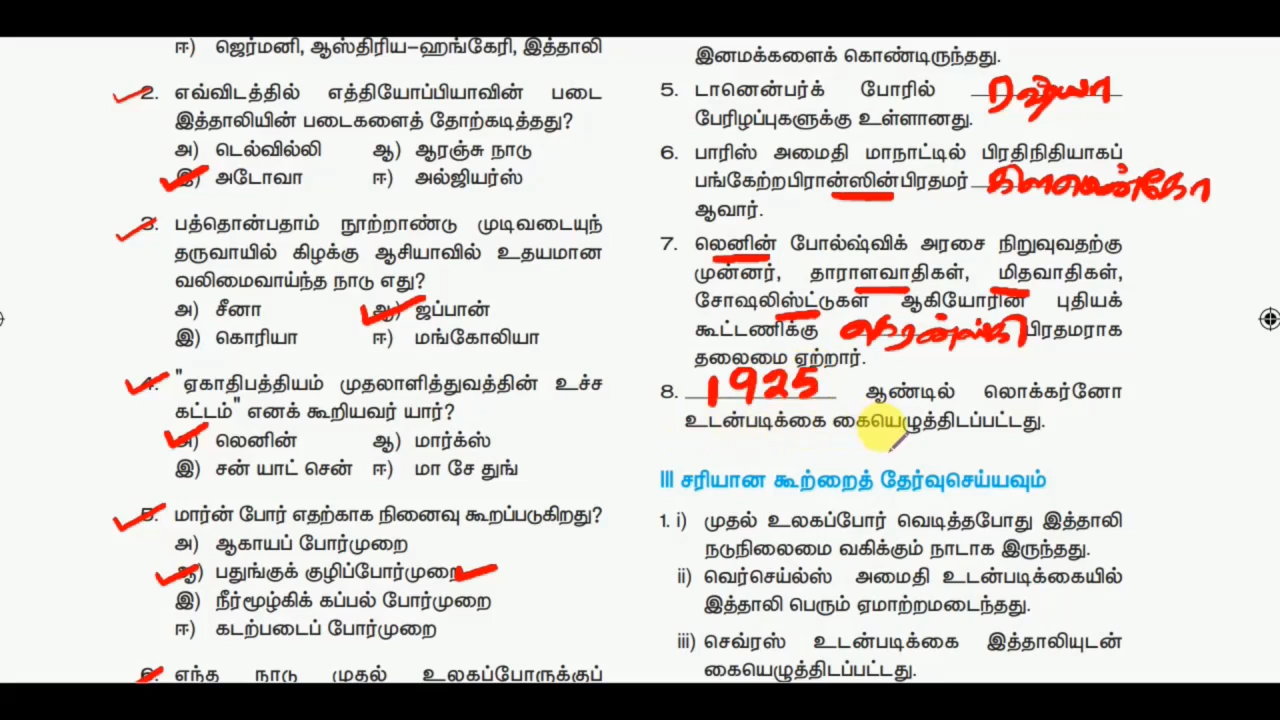 ஈ) ஜெர்மனி, ஆஸ்திரிய-ஹங்கேரி, இத்தாலி
2. எவ்விடத்தில் எத்தியோப்பியாவின் படை
இத்தாலியின் படைகளைத் தோற்கடித்தது?
அ) டெல்வில்லி ஆ) ஆரஞ்சு நாடு
இ) அடோவா ஈ) அல்ஜியர்ஸ்
3. பத்தொன்பதாம் நூற்றாண்டு முடிவடையுந்
தருவாயில் கிழக்கு ஆசியாவில் உதயமான
வலிமைவாய்ந்த நாடு எது?
அ) சீனா ஆ) ஜப்பான்
இ) கொரியா ஈ) மங்கோலியா
4. "ஏகாதிபத்தியம் முதலாளித்துவத்தின் உச்ச
கட்டம்" எனக் கூறியவர் யார்?
அ) லெனின் ஆ) மார்க்ஸ்
இ) சன் யாட் சென் ஈ) மா சே துங்
5. மார்ன் போர் எதற்காக நினைவு கூறப்படுகிறது?
அ) ஆகாயப் போர்முறை
ஆ) பதுங்குக் குழிப்போர்முறை
இ) நீர்மூழ்கிக் கப்பல் போர்முறை
ஈ) கடற்படைப் போர்முறை
6. எந்த நாடு முதல் உலகப்போருக்குப்
இனமக்களைக் கொண்டிருந்தது.
5. டானென்பர்க் போரில் ரஷ்யா
பேரிழப்புகளுக்கு உள்ளானது.
6. பாரிஸ் அமைதி மாநாட்டில் பிரதிநிதியாகப்
பங்கேற்றபிரான்ஸின்பிரதமர்
ஆவார்.
7. லெனின் போல்ஷ்விக் அரசை நிறுவுவதற்கு
முன்னர், தாராளவாதிகள், மிதவாதிகள்,
சோஷலிஸ்ட்டுகள் ஆகியோரின் புதியக்
கூட்டணிக்கு பிரதமராக
தலைமை ஏற்றார்.
8. 1925 ஆண்டில் லொக்கர்னோ
உடன்படிக்கை கையெழுத்திடப்பட்டது.
III சரியான கூற்றைத் தேர்வுசெய்யவும்
1. i) முதல் உலகப்போர் வெடித்தபோது இத்தாலி
நடுநிலைமை வகிக்கும் நாடாக இருந்தது.
ii) வெர்செய்ல்ஸ் அமைதி உடன்படிக்கையில்
இத்தாலி பெரும் ஏமாற்றமடைந்தது.
iii) செவ்ரஸ் உடன்படிக்கை இத்தாலியுடன்
கையெழுத்திடப்பட்டது.